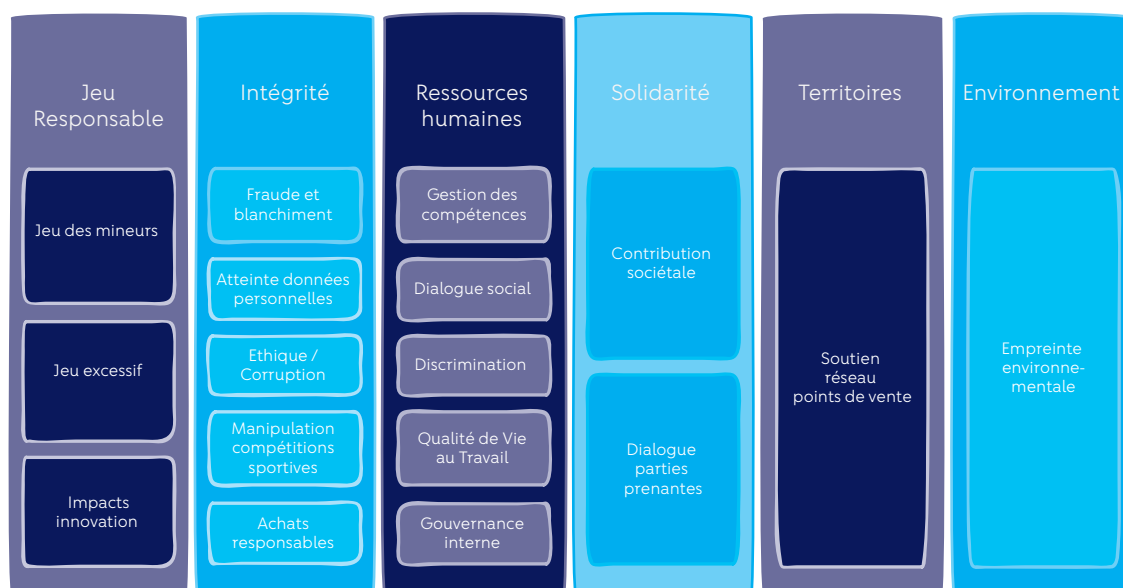 Jeu
Responsable
Jeu des mineurs
Jeu excessif
Impacts
innovation
Intégrité
Fraude et
blanchiment
Atteinte données
personnelles
Ethique /
Corruption
Manipulation
compétitions
sportives
Achats
responsables
Ressources
humaines
Gestion des
compétences
Dialogue social
Discrimination
Qualité de Vie
au Travail
Gouvernance
interne
Solidarité
Contribution
sociétale
Dialogue
parties
prenantes
Territoires
Soutien
réseau
points de vente
Environnement
Empreinte
environne-
mentale